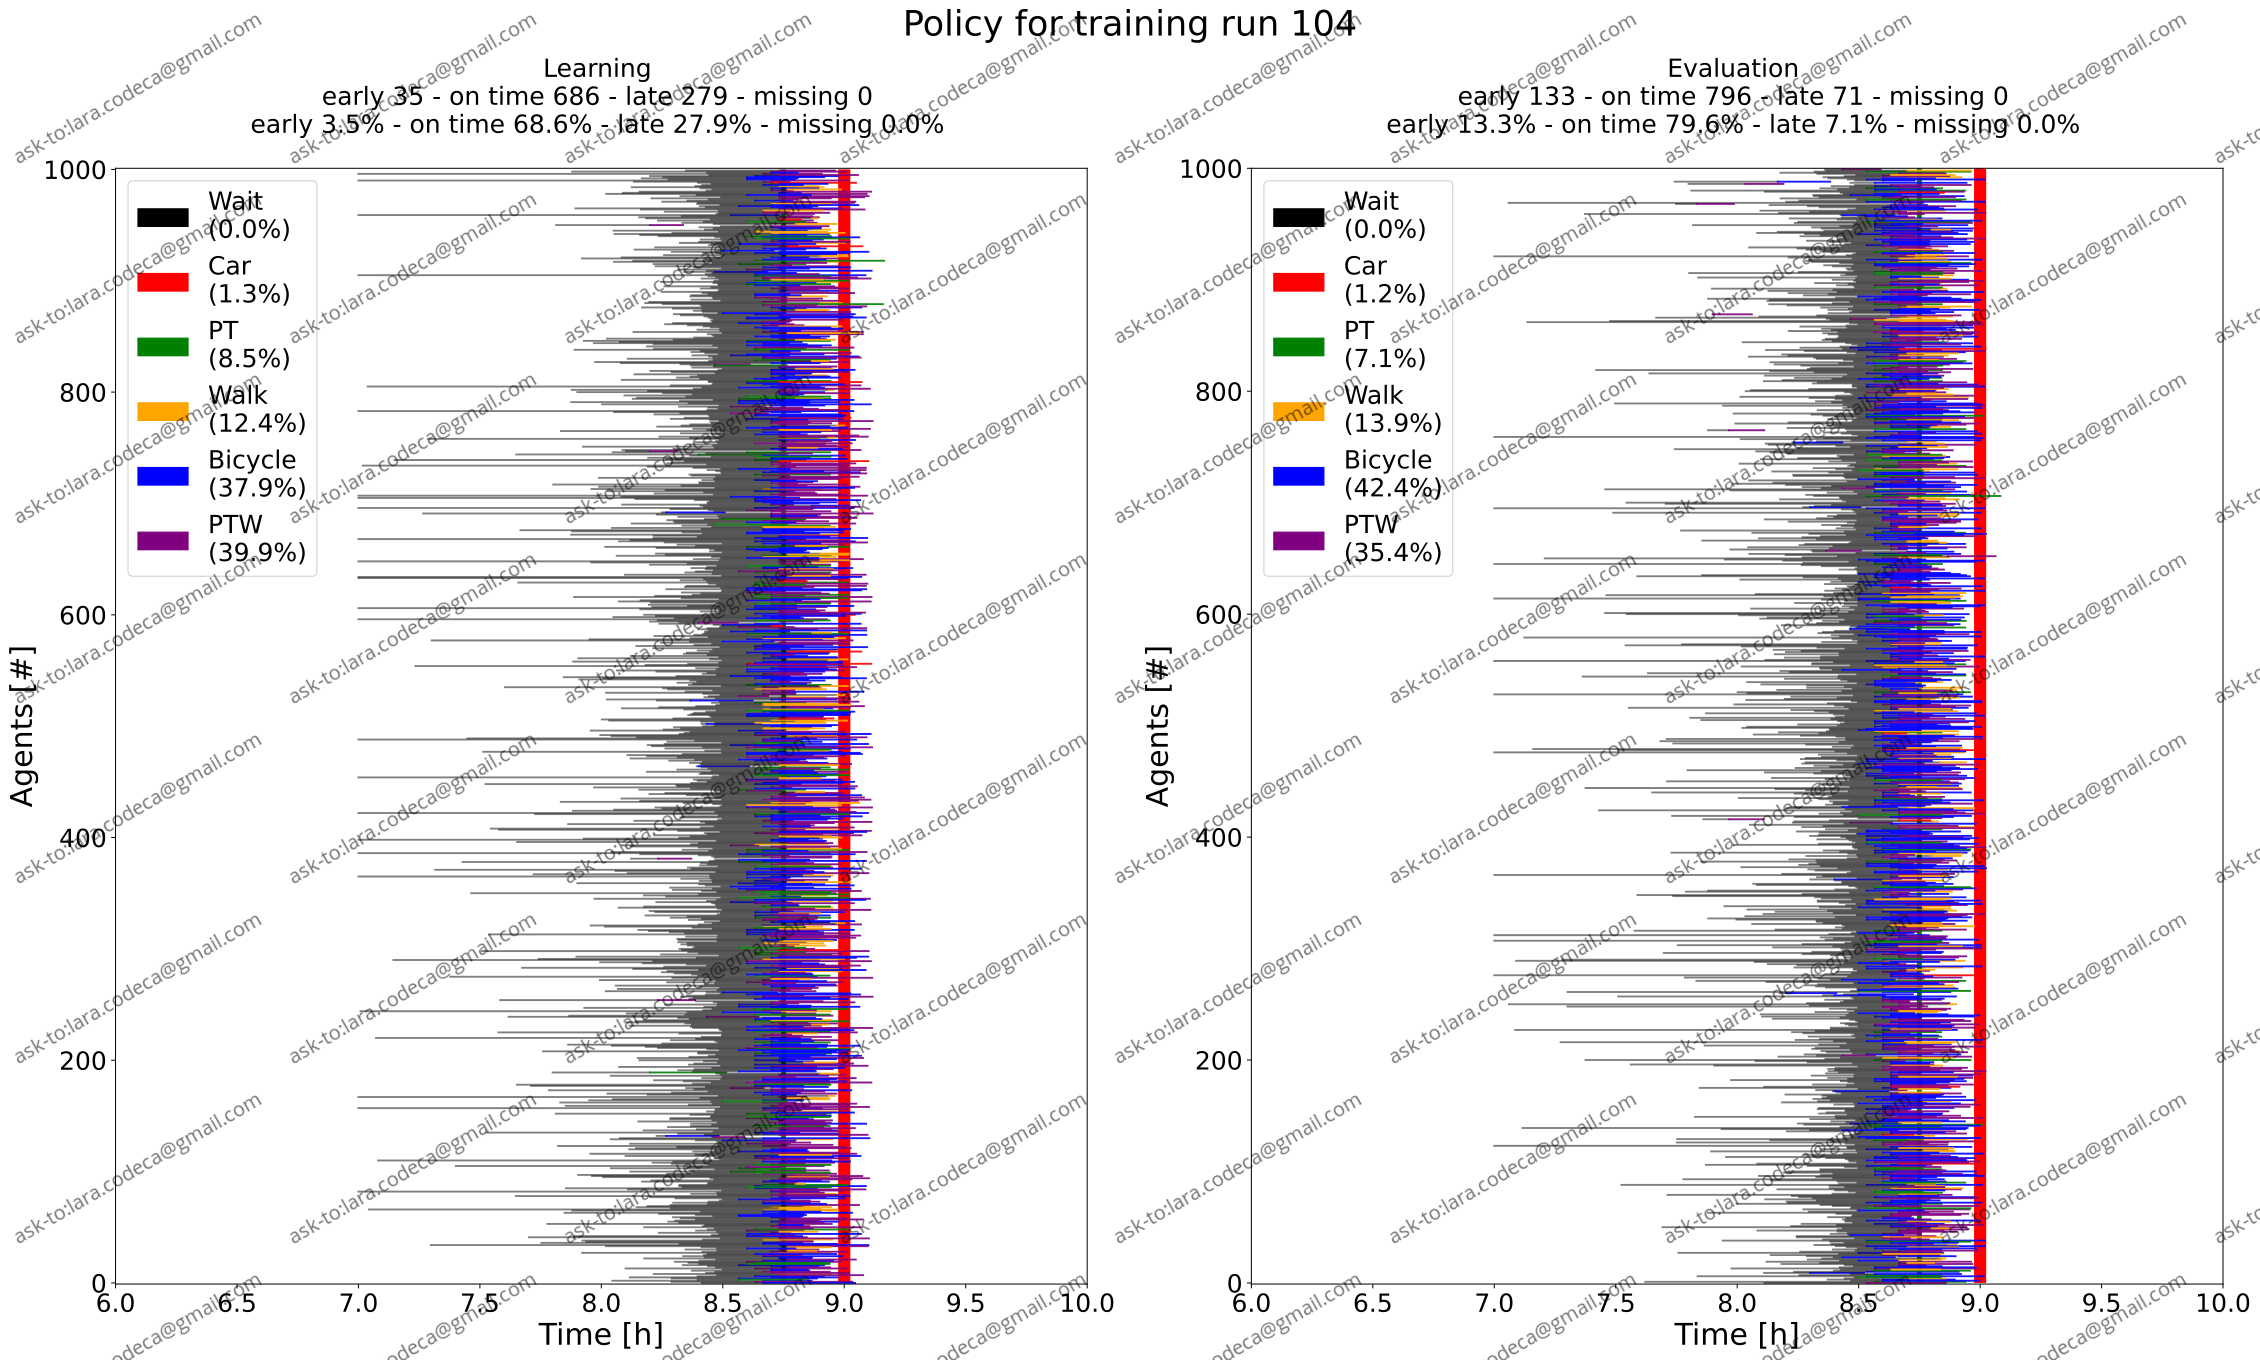 Policy for training run 104
Learning
early 35 - on time 686 - late 279 - missing 0
early 3.5% - on time 68.6% - late 27.9% - missing 0.0%
Evaluation
early 133 - on time 796 - late 71 - missing 0
early 13.3% - on time 79.6% - late 7.1% - missing 0.0%
Agents [#]
1000
800
600
400
200
0
Wait
(0.0%)
Car
(1.3%)
PT
(8.5%)
Walk
(12.4%)
Bicycle
(37.9%)
PTW
(39.9%)
6.0 6.5 7.0 7.5 8.0 8.5 9.0 9.5 10.0
Time [h]
Agents [#]
1000
800
600
400
200
0
Wait
(0.0%)
Car
(1.2%)
PT
(7.1%)
Walk
(13.9%)
Bicycle
(42.4%)
PTW
(35.4%)
6.0 6.5 7.0 7.5 8.0 8.5 9.0 9.5 10.0
Time [h]
ask-to:lara.codeca@gmail.com